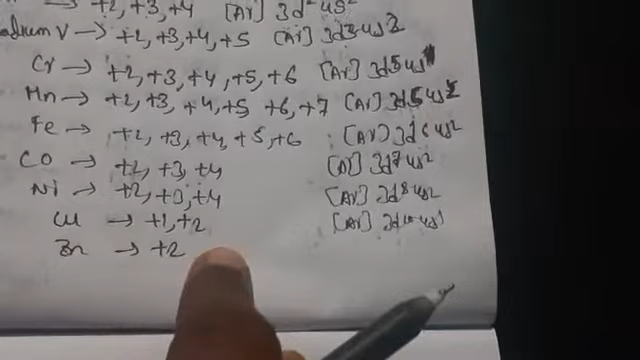 → +2, +3, +4 [Ar] 3d² 4s²
adium V → +2, +3, +4, +5 [Ar] 3d3 4s2
Cr → +2, +3, +4, +5, +6 [Ar] 3d5 4s1
Mn → +2, +3, +4, +5, +6, +7 [Ar] 3d5 4s2
Fe → +2, +3, +4, +5, +6 [Ar] 3d6 4s2
CO → +2, +3, +4 [Ar] 3d7 4s2
Ni → +2, +3, +4 [Ar] 3d8 4s2
Cu → +1, +2 [Ar] 3d10 4s1
Zn → +2